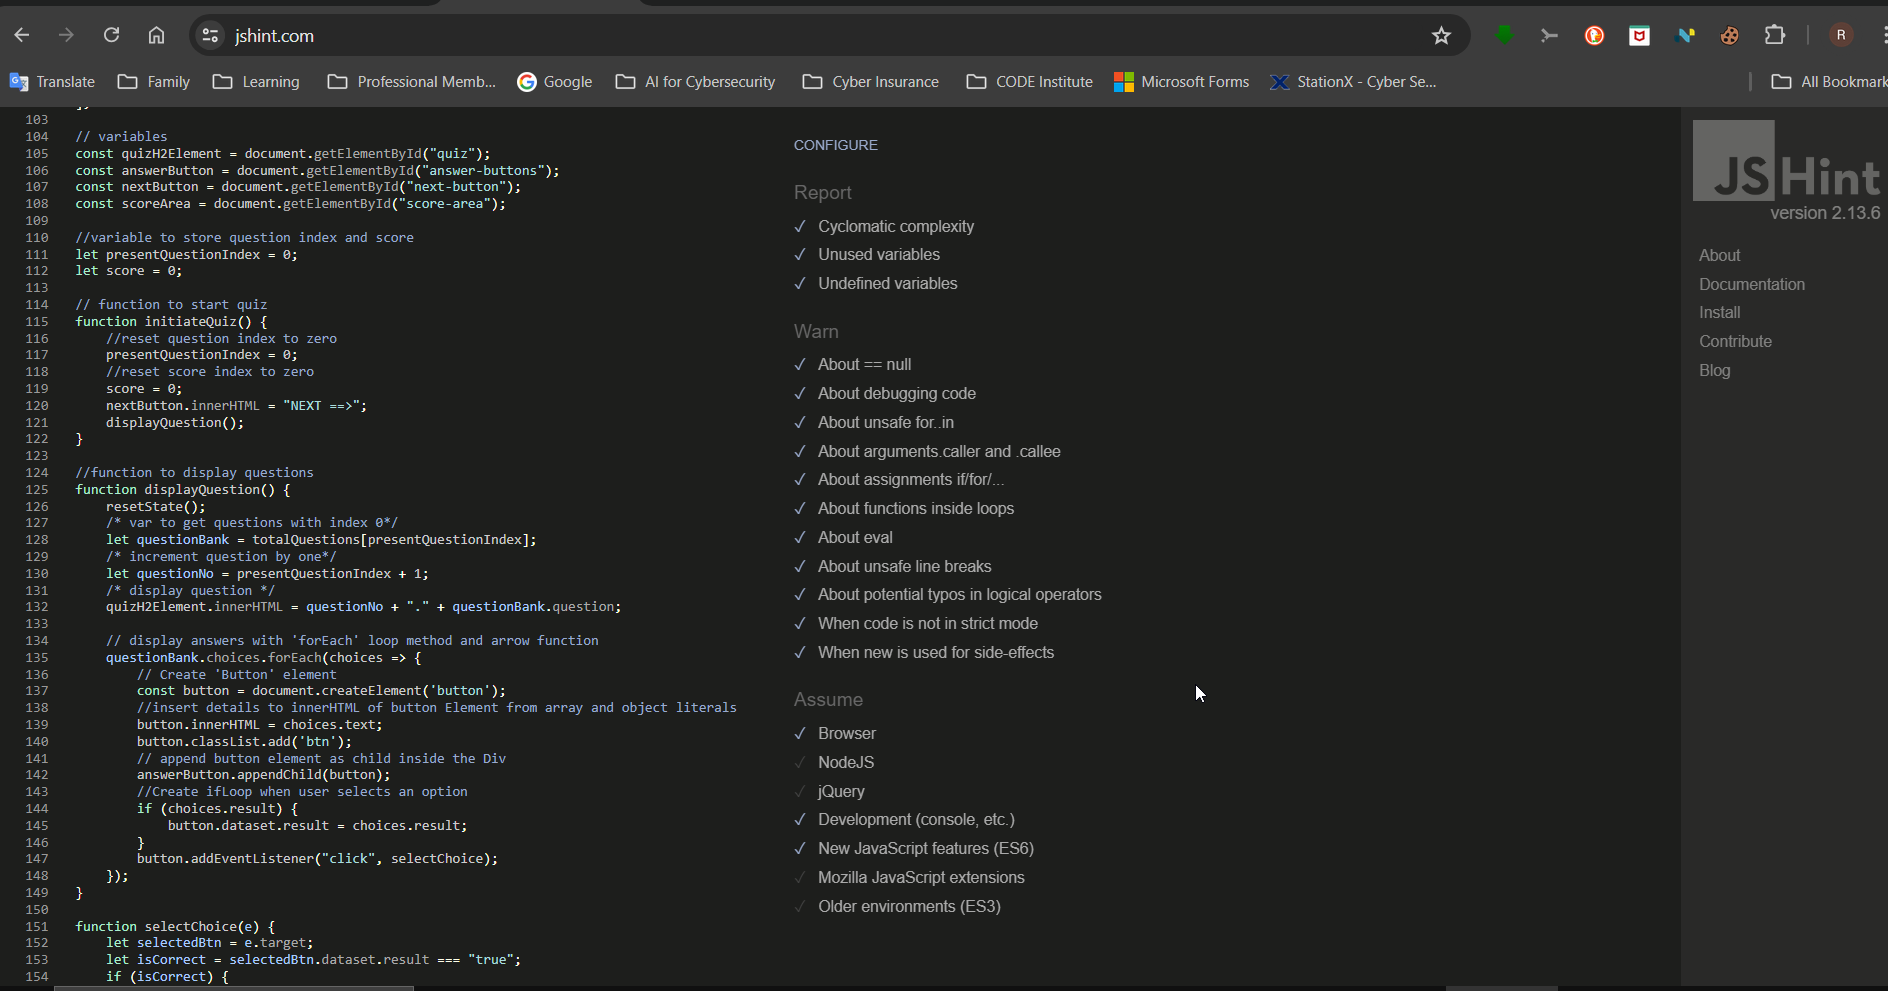 jshint.com
R
Translate
Family
Learning
Professional Memb...
Google
AI for Cybersecurity
Cyber Insurance
CODE Institute
Microsoft Forms
StationX - Cyber Se...
All Bookmark
103
104 // variables
105 const quizH2Element = document.getElementById("quiz");
106 const answerButton = document.getElementById("answer-buttons");
107 const nextButton = document.getElementById("next-button");
108 const scoreArea = document.getElementById("score-area");
109
110 //variable to store question index and score
111 let presentQuestionIndex = 0;
112 let score = 0;
113
114 // function to start quiz
115 function initiateQuiz() {
116 //reset question index to zero
117 presentQuestionIndex = 0;
118 //reset score index to zero
119 score = 0;
120 nextButton.innerHTML = "NEXT ==>";
121 displayQuestion();
122 }
123
124 //function to display questions
125 function displayQuestion() {
126 resetState();
127 /* var to get questions with index 0*/
128 let questionBank = totalQuestions[presentQuestionIndex];
129 /* increment question by one*/
130 let questionNo = presentQuestionIndex + 1;
131 /* display question */
132 quizH2Element.innerHTML = questionNo + "." + questionBank.question;
133
134 // display answers with 'forEach' loop method and arrow function
135 questionBank.choices.forEach(choices => {
136 // Create 'Button' element
137 const button = document.createElement('button');
138 //insert details to innerHTML of button Element from array and object literals
139 button.innerHTML = choices.text;
140 button.classList.add('btn');
141 // append button element as child inside the Div
142 answerButton.appendChild(button);
143 //Create ifLoop when user selects an option
144 if (choices.result) {
145 button.dataset.result = choices.result;
146 }
147 button.addEventListener("click", selectChoice);
148 });
149 }
150
151 function selectChoice(e) {
152 let selectedBtn = e.target;
153 let isCorrect = selectedBtn.dataset.result === "true";
154 if (isCorrect) {
CONFIGURE
Report
✓ Cyclomatic complexity
✓ Unused variables
✓ Undefined variables
Warn
✓ About == null
✓ About debugging code
✓ About unsafe for..in
✓ About arguments.caller and .callee
✓ About assignments if/for/...
✓ About functions inside loops
✓ About eval
✓ About unsafe line breaks
✓ About potential typos in logical operators
✓ When code is not in strict mode
✓ When new is used for side-effects
Assume
✓ Browser
✓ NodeJS
✓ jQuery
✓ Development (console, etc.)
✓ New JavaScript features (ES6)
✓ Mozilla JavaScript extensions
✓ Older environments (ES3)
JSHint
version 2.13.6
About
Documentation
Install
Contribute
Blog